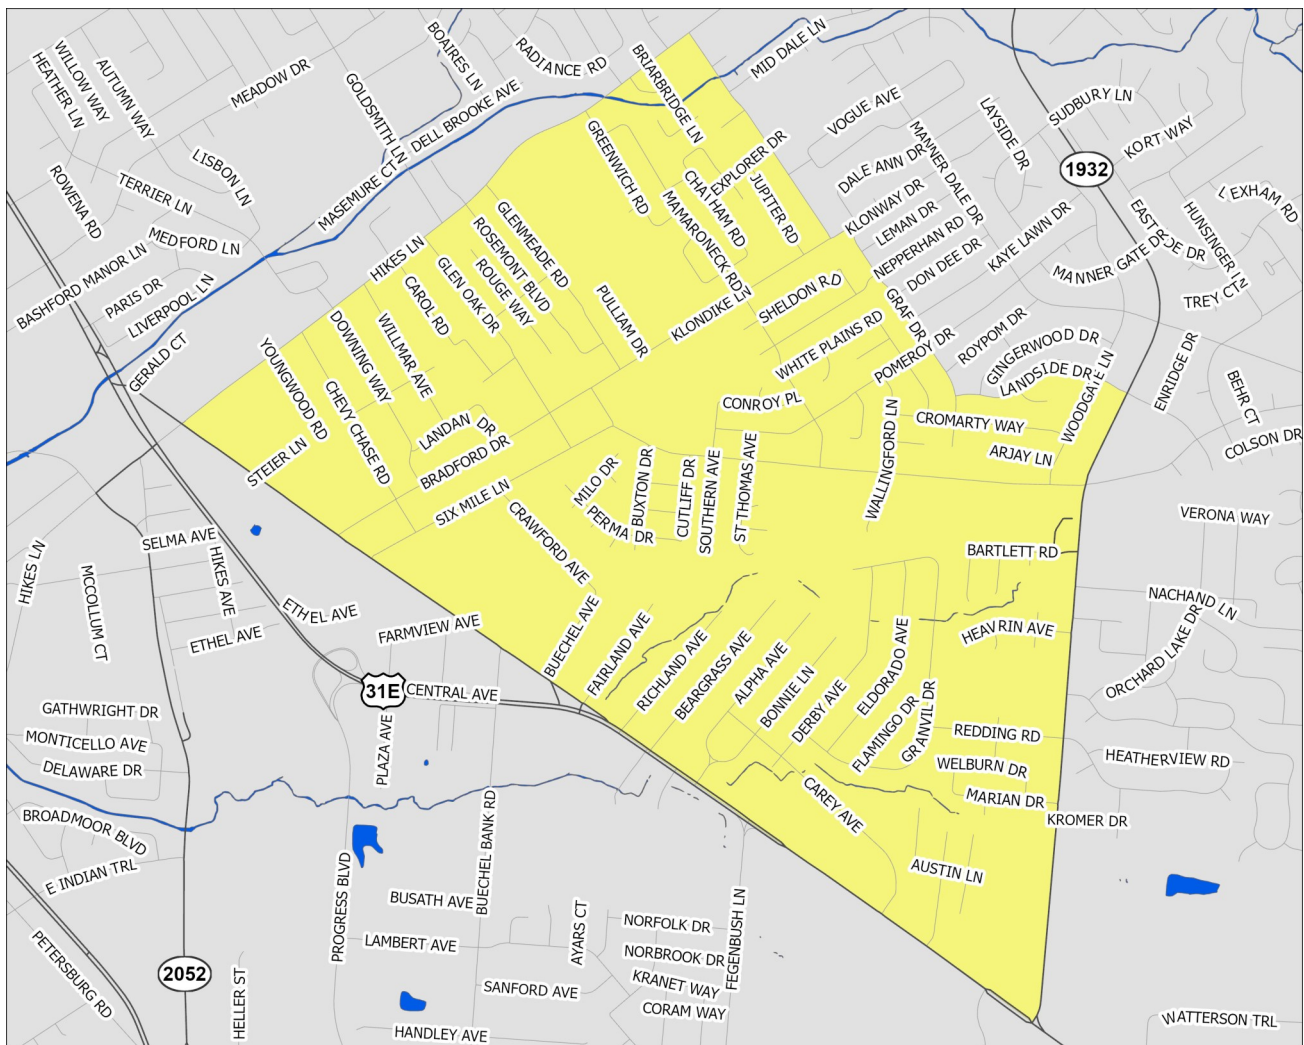 WILLOW WAY
HEATHER LN
AUTUMN WAY
MEADOW DR
GOLDSMITH LN
BOAIRES LN
RADIANCE RD
DELL BROOKE AVE
BRIARBRIDGE LN
MID DALE LN
VOGUE AVE
LAYSIDE DR
SUDBURY LN
KORT WAY
1932
LEXHAM RD
HUNSINGER LN
ROWENA RD
TERRIER LN
LISBON LN
MASEMURE CT
MEDFORD LN
BASHFORD MANOR LN
PARIS DR
LIVERPOOL LN
GERALD CT
HIKES LN
GLENMEADE RD
ROSEMONT BLVD
ROUGE WAY
GLEN OAK DR
CAROL RD
WILLMAR AVE
DOWNING WAY
YOUNGWOOD RD
CHEVY CHASE RD
STEIER LN
LANDAN DR
BRADFORD DR
SIX MILE LN
PULLIAM DR
GREENWICH RD
MAMARONECK RD
CHATHAM RD
EXPLORER DR
JUPITER RD
KLONDIKE LN
SHELDON RD
WHITE PLAINS RD
CONROY PL
DALE ANN DR
MANNER DALE DR
KLONWAY DR
LEMAN DR
NEPPERHAN RD
DON DEE DR
KAYE LAWN DR
MANNER GATE DR
TREY CT
GRAF DR
POMEROY DR
ROYPOM DR
GINGERWOOD DR
LANDSIDE DR
WOODGATE LN
ENRIDGE DR
BEHR CT
COLSON DR
CROMARTY WAY
ARJAY LN
WALLINGFORD LN
MILO DR
PERMA DR
BUXTON DR
CUTLIFF DR
SOUTHERN AVE
ST THOMAS AVE
CRAWFORD AVE
BUECHEL AVE
FAIRLAND AVE
RICHLAND AVE
BEARGRASS AVE
ALPHA AVE
BONNIE LN
DERBY AVE
ELDORADO AVE
FLAMINGO DR
GRANVIL DR
BARTLETT RD
HEAVRIN AVE
REDDING RD
WELBURN DR
MARIAN DR
KROMER DR
CAREY AVE
AUSTIN LN
VERONA WAY
NACHAND LN
ORCHARD LAKE DR
HEATHERVIEW RD
WATTERSON TRL
HIKES LN
SELMA AVE
HIKES AVE
MCCOLLUM CT
ETHEL AVE
ETHEL AVE
FARMVIEW AVE
31E
CENTRAL AVE
PLAZA AVE
GATHWRIGHT DR
MONTICELLO AVE
DELAWARE DR
BROADMOOR BLVD
E INDIAN TRL
PETERSBURG RD
2052
HELLER ST
PROGRESS BLVD
BUECHEL BANK RD
BUSATH AVE
LAMBERT AVE
SANFORD AVE
HANDLEY AVE
AYARS CT
NORFOLK DR
NORBROOK DR
KRANET WAY
CORAM WAY
FEGENBUSH LN